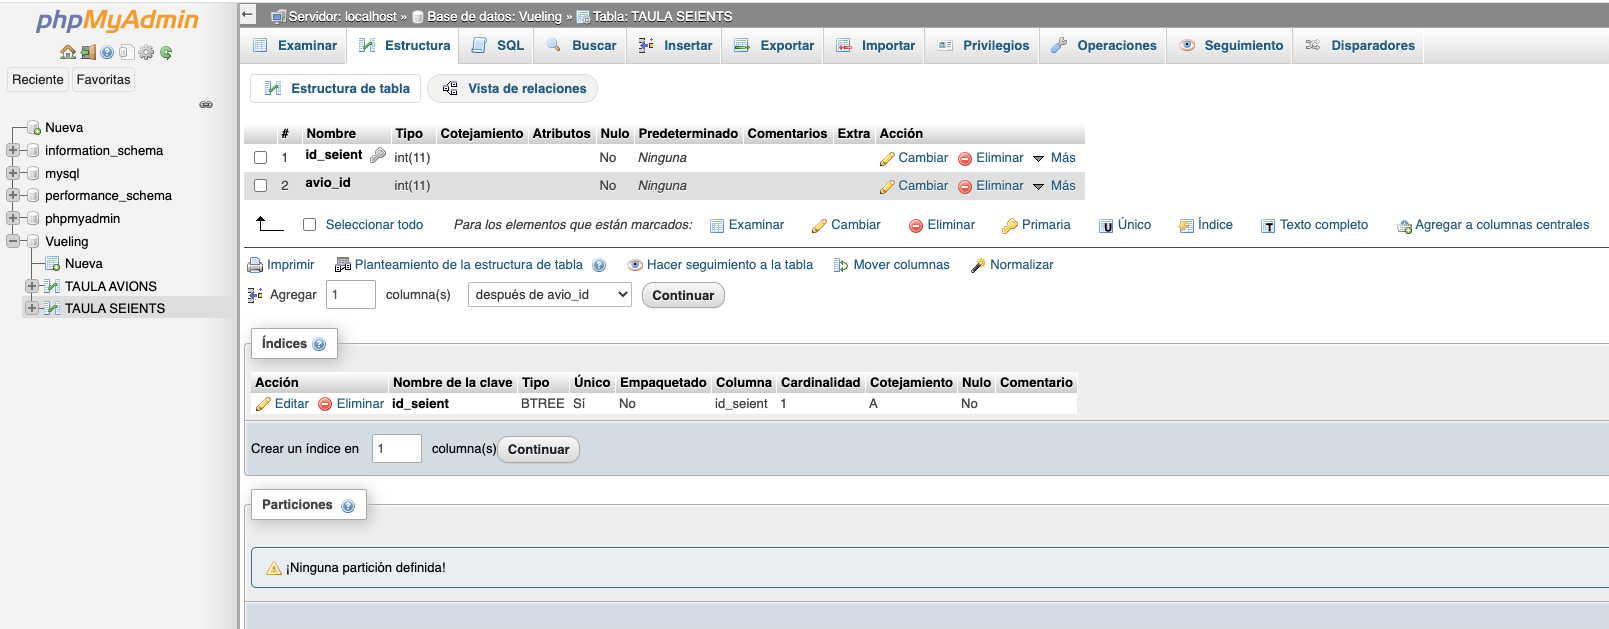 phpMyAdmin
Reciente Favoritas
Nueva
information_schema
mysql
performance_schema
phpmyadmin
Vueling
Nueva
TAULA AVIONS
TAULA SEIENTS
Servidor: localhost » Base de datos: Vueling » Tabla: TAULA SEIENTS
Examinar Estructura SQL Buscar Insertar Exportar Importar Privilegios Operaciones Seguimiento Disparadores
Estructura de tabla Vista de relaciones
# Nombre Tipo Cotejamiento Atributos Nulo Predeterminado Comentarios Extra Acción
1 id_seient int(11) No Ninguna Cambiar Eliminar Más
2 avio_id int(11) No Ninguna Cambiar Eliminar Más
Seleccionar todo Para los elementos que están marcados: Examinar Cambiar Eliminar Primaria Único Índice Texto completo Agregar a columnas centrales
Imprimir Planteamiento de la estructura de tabla Hacer seguimiento a la tabla Mover columnas Normalizar
Agregar 1 columna(s) después de avio_id Continuar
Índices
Acción Nombre de la clave Tipo Único Empaquetado Columna Cardinalidad Cotejamiento Nulo Comentario
Editar Eliminar id_seient BTREE Sí No id_seient 1 A No
Crear un índice en 1 columna(s) Continuar
Particiones
¡Ninguna partición definida!